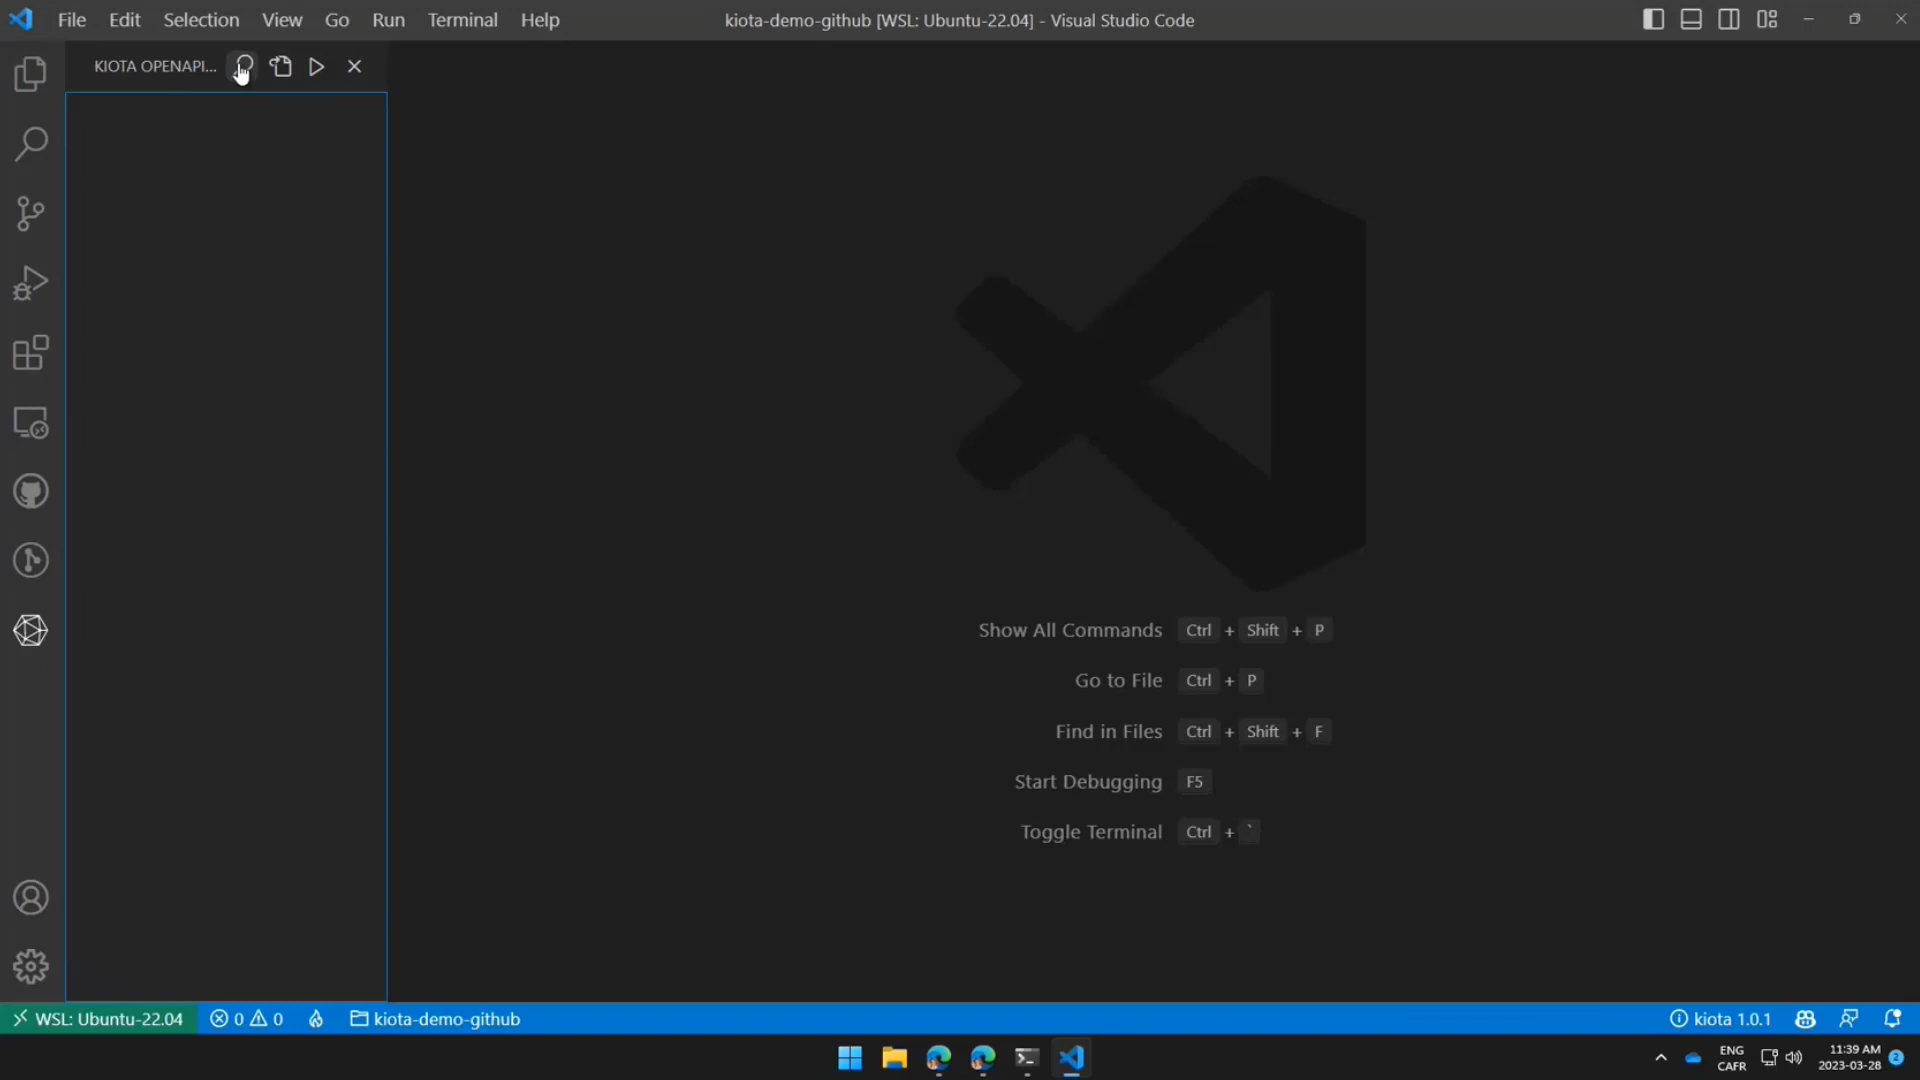 File Edit Selection View Go Run Terminal Help
kiota-demo-github [WSL: Ubuntu-22.04] - Visual Studio Code
KIOTA OPENAPI...
Show All Commands Ctrl + Shift + P
Go to File Ctrl + P
Find in Files Ctrl + Shift + F
Start Debugging F5
Toggle Terminal Ctrl + `
WSL: Ubuntu-22.04 0 0 kiota-demo-github kiota 1.0.1
ENG
CAFR
11:39 AM
2023-03-28
2